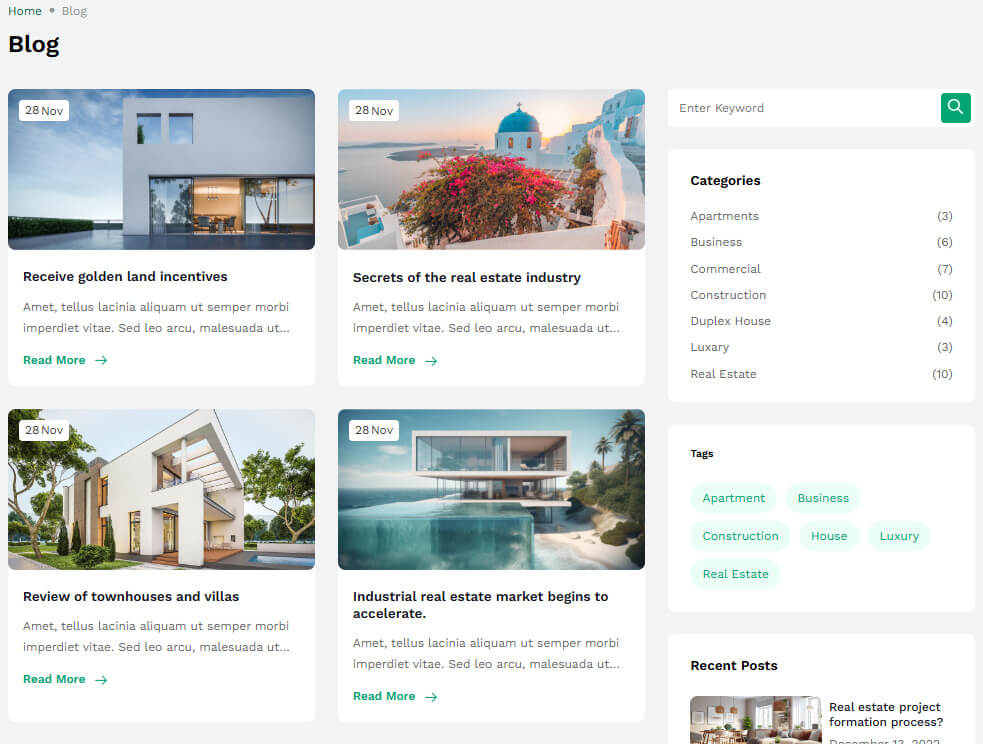 Home • Blog
Blog
28 Nov
Receive golden land incentives
Amet, tellus lacinia aliquam ut semper morbi
imperdiet vitae. Sed leo arcu, malesuada ut...
Read More →
28 Nov
Secrets of the real estate industry
Amet, tellus lacinia aliquam ut semper morbi
imperdiet vitae. Sed leo arcu, malesuada ut...
Read More →
28 Nov
Review of townhouses and villas
Amet, tellus lacinia aliquam ut semper morbi
imperdiet vitae. Sed leo arcu, malesuada ut...
Read More →
28 Nov
Industrial real estate market begins to
accelerate.
Amet, tellus lacinia aliquam ut semper morbi
imperdiet vitae. Sed leo arcu, malesuada ut...
Read More →
Enter Keyword
Categories
Apartments (3)
Business (6)
Commercial (7)
Construction (10)
Duplex House (4)
Luxary (3)
Real Estate (10)
Tags
Apartment Business
Construction House Luxury
Real Estate
Recent Posts
Real estate project
formation process?
December 13, 2022